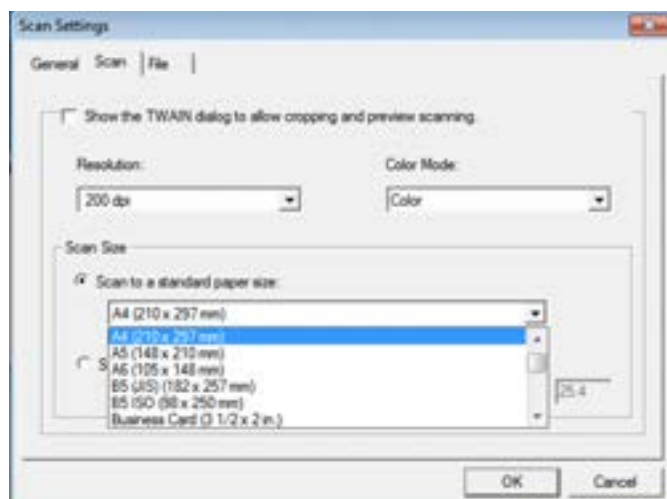 Scan Settings
General Scan File
Show the TWAIN dialog to allow cropping and preview scanning.
Resolution: Color Mode:
200 dpi Color
Scan Size
Scan to a standard paper size:
A4 (210 x 297 mm)
A4 (210 x 297 mm)
A5 (148 x 210 mm)
S A6 (105 x 148 mm)
B5 (JIS) (182 x 257 mm)
B5 ISO (98 x 250 mm) 25.4
Business Card (3 1/2 x 2 in.)
OK Cancel